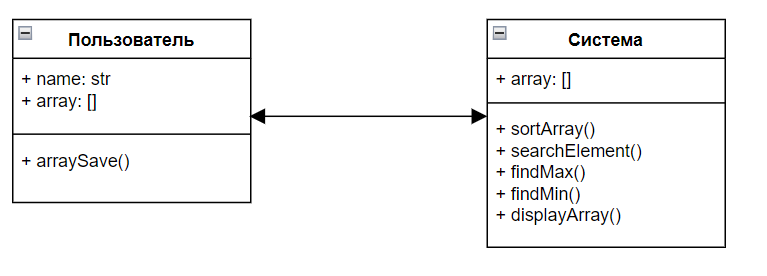 Пользователь
+ name: str
+ array: []
+ arraySave()
Система
+ array: []
+ sortArray()
+ searchElement()
+ findMax()
+ findMin()
+ displayArray()